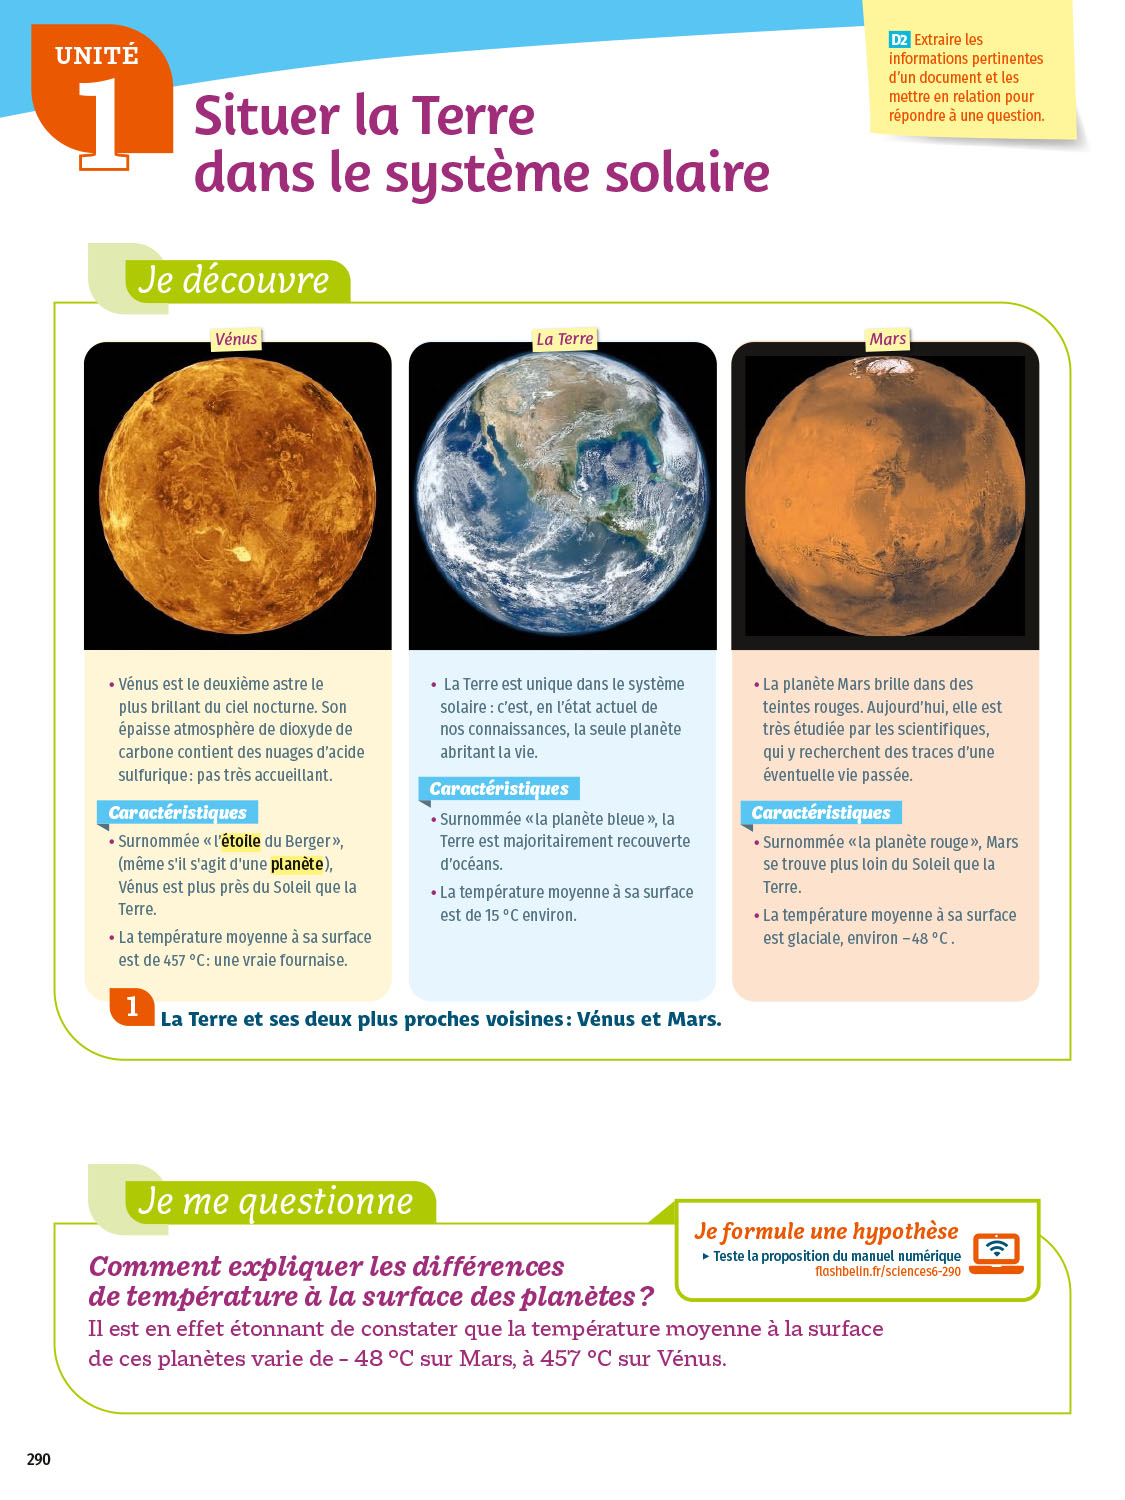 UNITÉ
1
Situer la Terre
dans le système solaire
D2 Extraire les
informations pertinentes
d'un document et les
mettre en relation pour
répondre à une question.
Je découvre
Vénus
• Vénus est le deuxième astre le
plus brillant du ciel nocturne. Son
épaisse atmosphère de dioxyde de
carbone contient des nuages d'acide
sulfurique : pas très accueillant.
Caractéristiques
• Surnommée « l'étoile du Berger »,
(même s'il s'agit d'une planète),
Vénus est plus près du Soleil que la
Terre.
• La température moyenne à sa surface
est de 457 °C : une vraie fournaise.
La Terre
• La Terre est unique dans le système
solaire : c'est, en l'état actuel de
nos connaissances, la seule planète
abritant la vie.
Caractéristiques
• Surnommée « la planète bleue », la
Terre est majoritairement recouverte
d'océans.
• La température moyenne à sa surface
est de 15 °C environ.
Mars
• La planète Mars brille dans des
teintes rouges. Aujourd'hui, elle est
très étudiée par les scientifiques,
qui y recherchent des traces d'une
éventuelle vie passée.
Caractéristiques
• Surnommée « la planète rouge », Mars
se trouve plus loin du Soleil que la
Terre.
• La température moyenne à sa surface
est glaciale, environ –48 °C .
1 La Terre et ses deux plus proches voisines : Vénus et Mars.
Je me questionne
Je formule une hypothèse
▸ Teste la proposition du manuel numérique
flashbelin.fr/sciences6-290
Comment expliquer les différences
de température à la surface des planètes ?
Il est en effet étonnant de constater que la température moyenne à la surface
de ces planètes varie de – 48 °C sur Mars, à 457 °C sur Vénus.
290